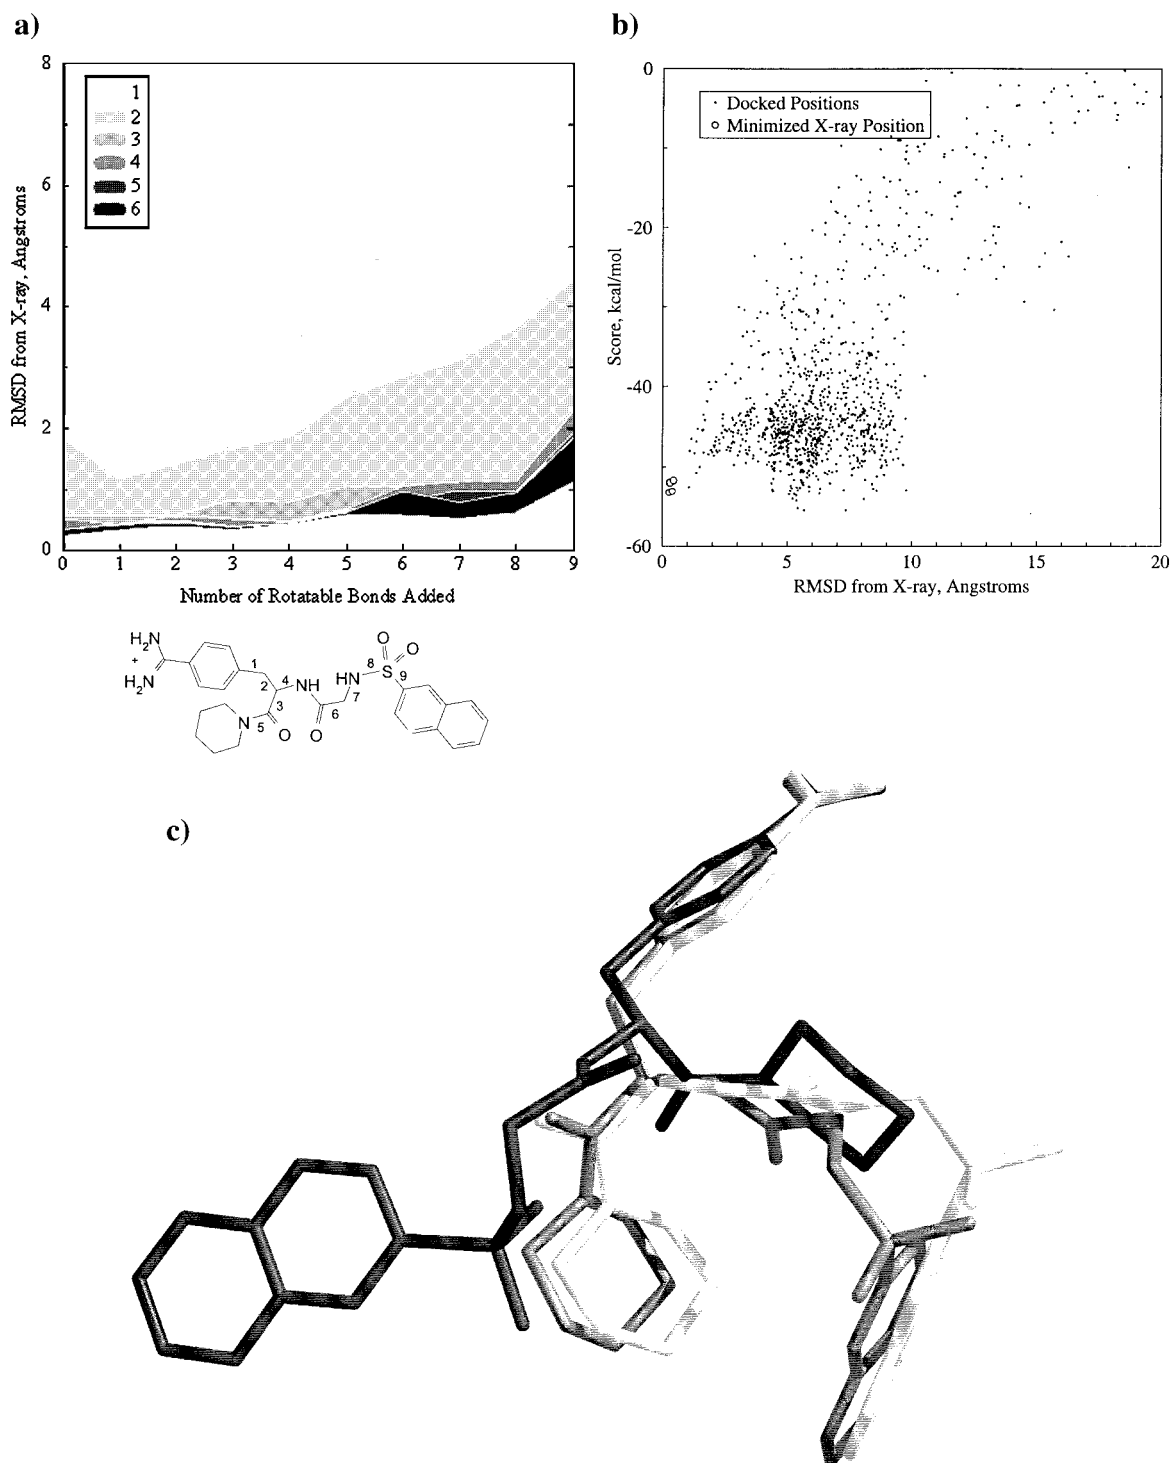 a)
8
6
4
2
0
RMSD from X-ray, Angstroms
1
2
3
4
5
6
0 1 2 3 4 5 6 7 8 9
Number of Rotatable Bonds Added
b)
0
-20
-40
-60
Score, kcal/mol
Docked Positions
Minimized X-ray Position
0 5 10 15 20
RMSD from X-ray, Angstroms
H2N
+
H2N
1
2
3
4
NH
N
5
O
O
6
7
HN
8
S
O
O
9
c)